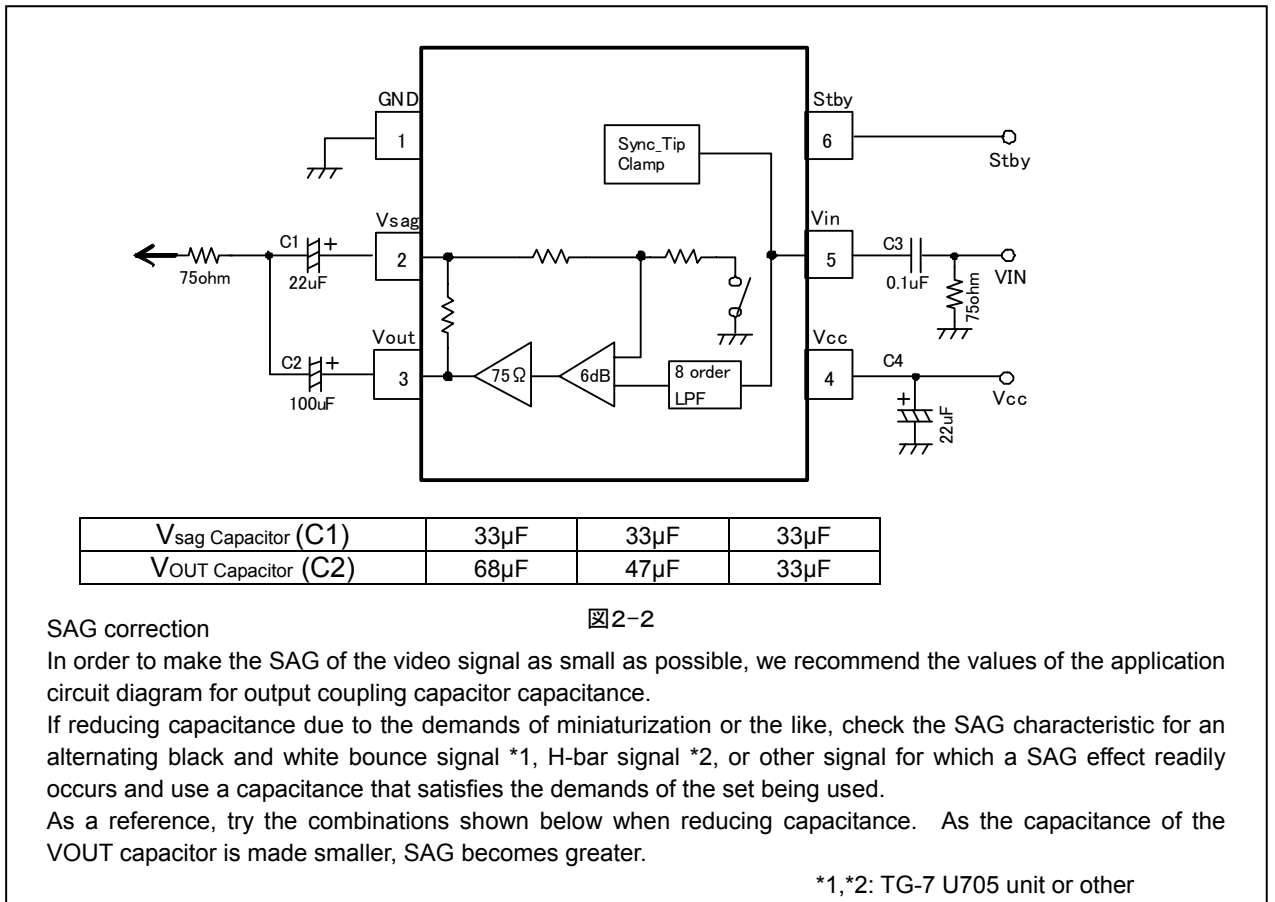 GND
1
Stby
6
Stby
Sync_Tip
Clamp
Vsag
2
C1
+
22uF
75ohm
Vin
5
C3
0.1uF
VIN
75ohm
Vout
3
C2
+
100uF
75Ω
6dB
8 order
LPF
Vcc
4
C4
Vcc
+
22uF
Vsag Capacitor (C1) 33µF 33µF 33µF
VOUT Capacitor (C2) 68µF 47µF 33µF
図2-2
SAG correction
In order to make the SAG of the video signal as small as possible, we recommend the values of the application
circuit diagram for output coupling capacitor capacitance.
If reducing capacitance due to the demands of miniaturization or the like, check the SAG characteristic for an
alternating black and white bounce signal *1, H-bar signal *2, or other signal for which a SAG effect readily
occurs and use a capacitance that satisfies the demands of the set being used.
As a reference, try the combinations shown below when reducing capacitance. As the capacitance of the
VOUT capacitor is made smaller, SAG becomes greater.
*1,*2: TG-7 U705 unit or other